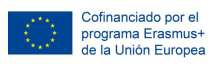 Cofinanciado por el
programa Erasmus+
de la Unión Europea